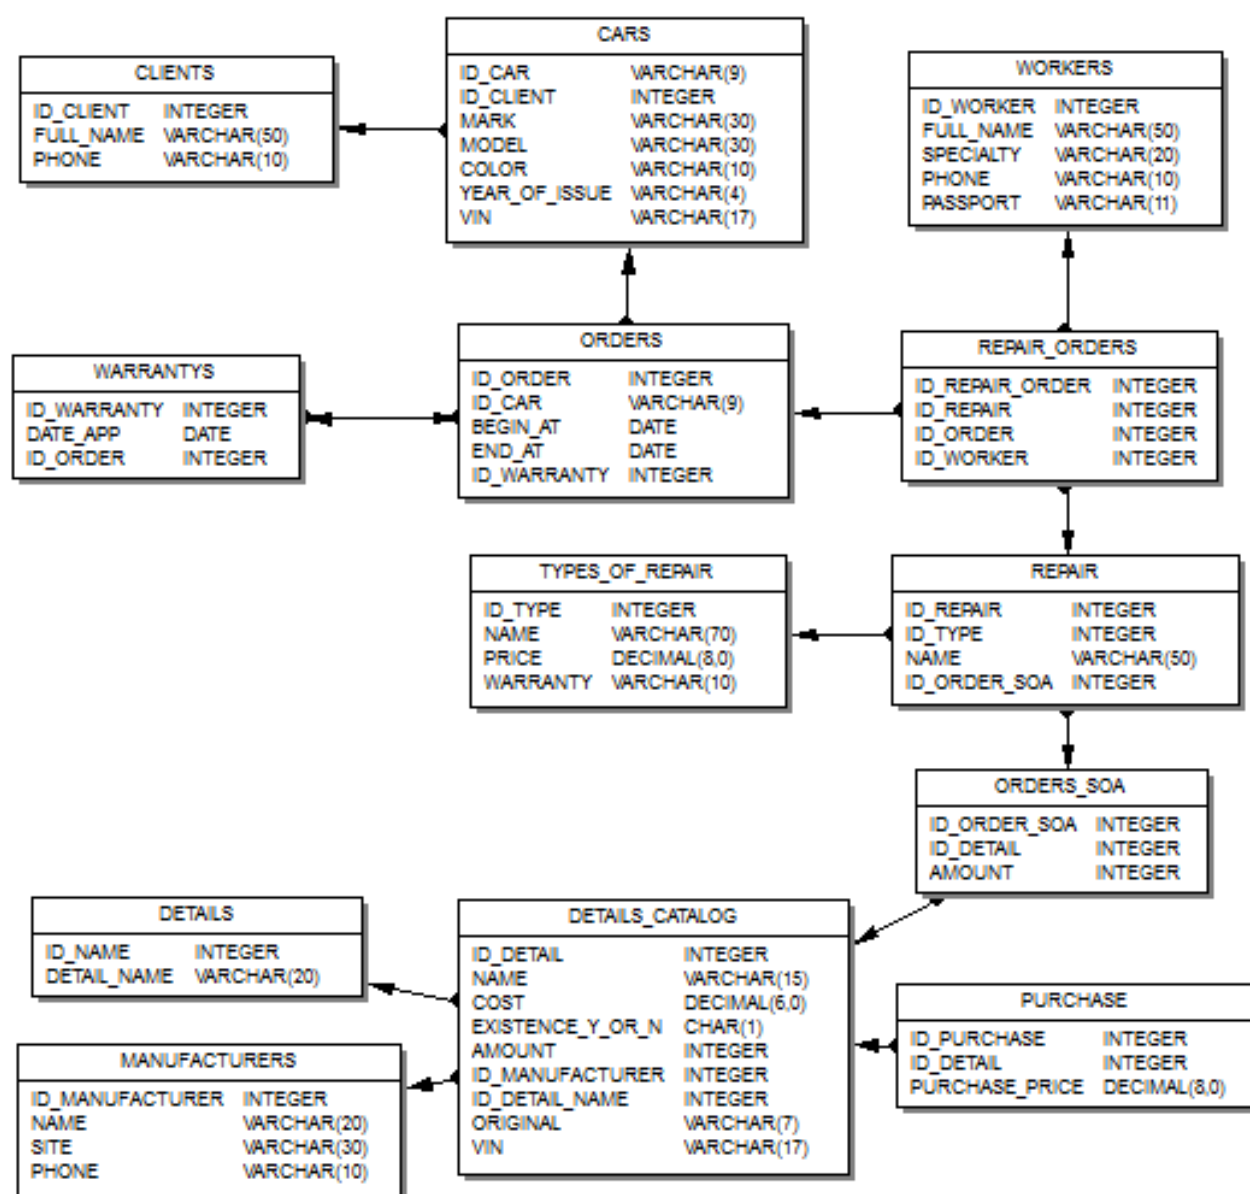 CLIENTS
ID_CLIENT INTEGER
FULL_NAME VARCHAR(50)
PHONE VARCHAR(10)
CARS
ID_CAR VARCHAR(9)
ID_CLIENT INTEGER
MARK VARCHAR(30)
MODEL VARCHAR(30)
COLOR VARCHAR(10)
YEAR_OF_ISSUE VARCHAR(4)
VIN VARCHAR(17)
WORKERS
ID_WORKER INTEGER
FULL_NAME VARCHAR(50)
SPECIALTY VARCHAR(20)
PHONE VARCHAR(10)
PASSPORT VARCHAR(11)
WARRANTYS
ID_WARRANTY INTEGER
DATE_APP DATE
ID_ORDER INTEGER
ORDERS
ID_ORDER INTEGER
ID_CAR VARCHAR(9)
BEGIN_AT DATE
END_AT DATE
ID_WARRANTY INTEGER
REPAIR_ORDERS
ID_REPAIR_ORDER INTEGER
ID_REPAIR INTEGER
ID_ORDER INTEGER
ID_WORKER INTEGER
TYPES_OF_REPAIR
ID_TYPE INTEGER
NAME VARCHAR(70)
PRICE DECIMAL(8,0)
WARRANTY VARCHAR(10)
REPAIR
ID_REPAIR INTEGER
ID_TYPE INTEGER
NAME VARCHAR(50)
ID_ORDER_SOA INTEGER
ORDERS_SOA
ID_ORDER_SOA INTEGER
ID_DETAIL INTEGER
AMOUNT INTEGER
DETAILS
ID_NAME INTEGER
DETAIL_NAME VARCHAR(20)
DETAILS_CATALOG
ID_DETAIL INTEGER
NAME VARCHAR(15)
COST DECIMAL(6,0)
EXISTENCE_Y_OR_N CHAR(1)
AMOUNT INTEGER
ID_MANUFACTURER INTEGER
ID_DETAIL_NAME INTEGER
ORIGINAL VARCHAR(7)
VIN VARCHAR(17)
PURCHASE
ID_PURCHASE INTEGER
ID_DETAIL INTEGER
PURCHASE_PRICE DECIMAL(8,0)
MANUFACTURERS
ID_MANUFACTURER INTEGER
NAME VARCHAR(20)
SITE VARCHAR(30)
PHONE VARCHAR(10)